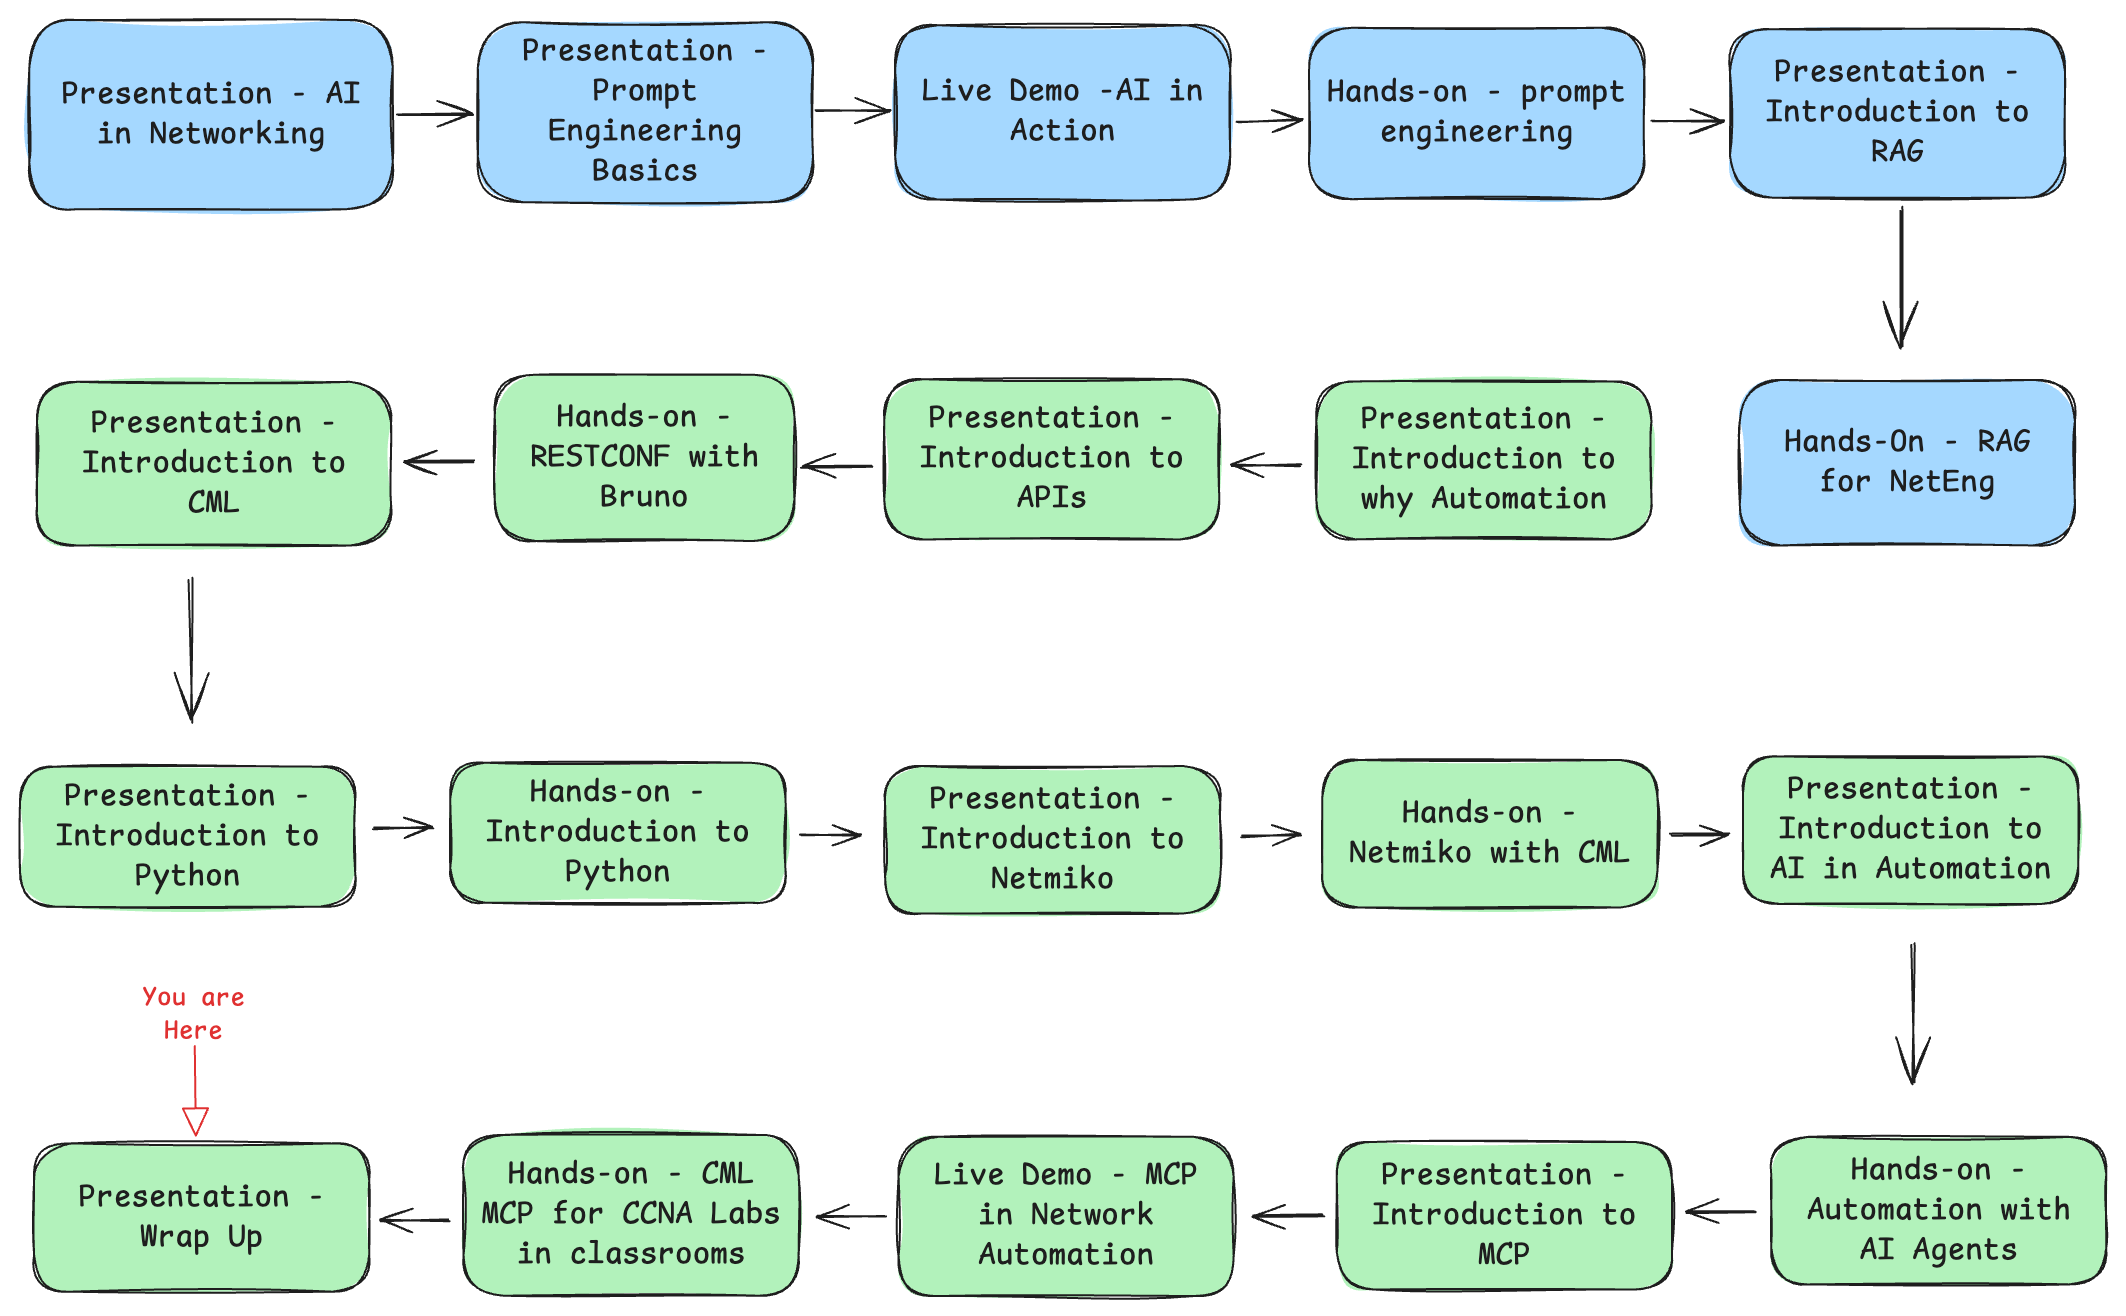 Presentation - AI
in Networking
Presentation -
Prompt
Engineering
Basics
Live Demo -AI in
Action
Hands-on - prompt
engineering
Presentation -
Introduction to
RAG
Hands-On - RAG
for NetEng
Presentation -
Introduction to
why Automation
Presentation -
Introduction to
APIs
Hands-on -
RESTCONF with
Bruno
Presentation -
Introduction to
CML
Presentation -
Introduction to
Python
Hands-on -
Introduction to
Python
Presentation -
Introduction to
Netmiko
Hands-on -
Netmiko with CML
Presentation -
Introduction to
AI in Automation
Hands-on -
Automation with
AI Agents
Presentation -
Introduction to
MCP
Live Demo - MCP
in Network
Automation
Hands-on - CML
MCP for CCNA Labs
in classrooms
You are
Here
Presentation -
Wrap Up